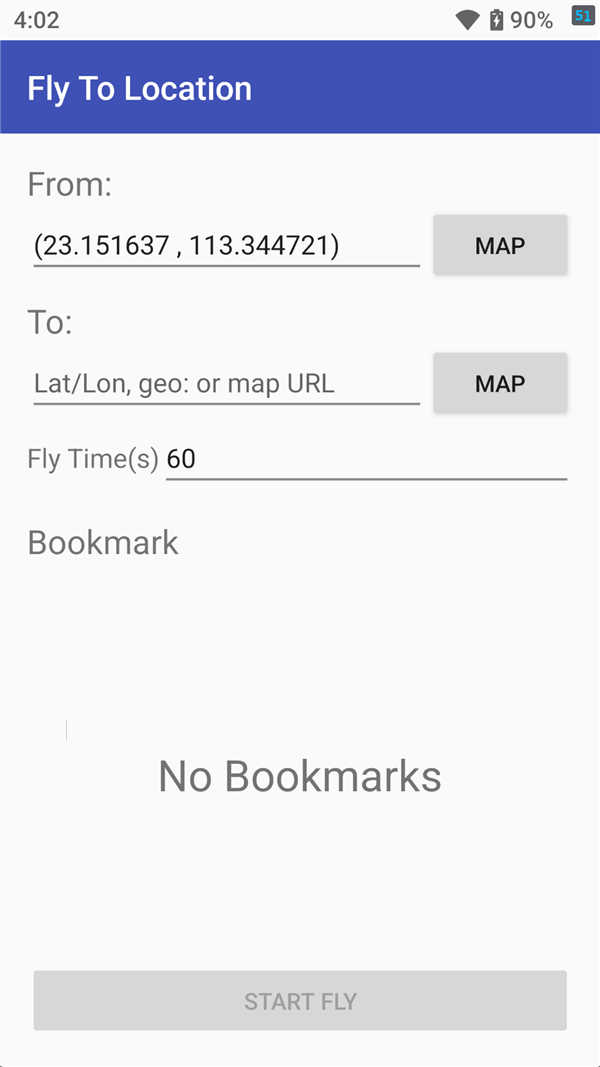 4:02 90% 51
Fly To Location
From:
(23.151637 , 113.344721) MAP
To:
Lat/Lon, geo: or map URL MAP
Fly Time(s) 60
Bookmark
No Bookmarks
START FLY